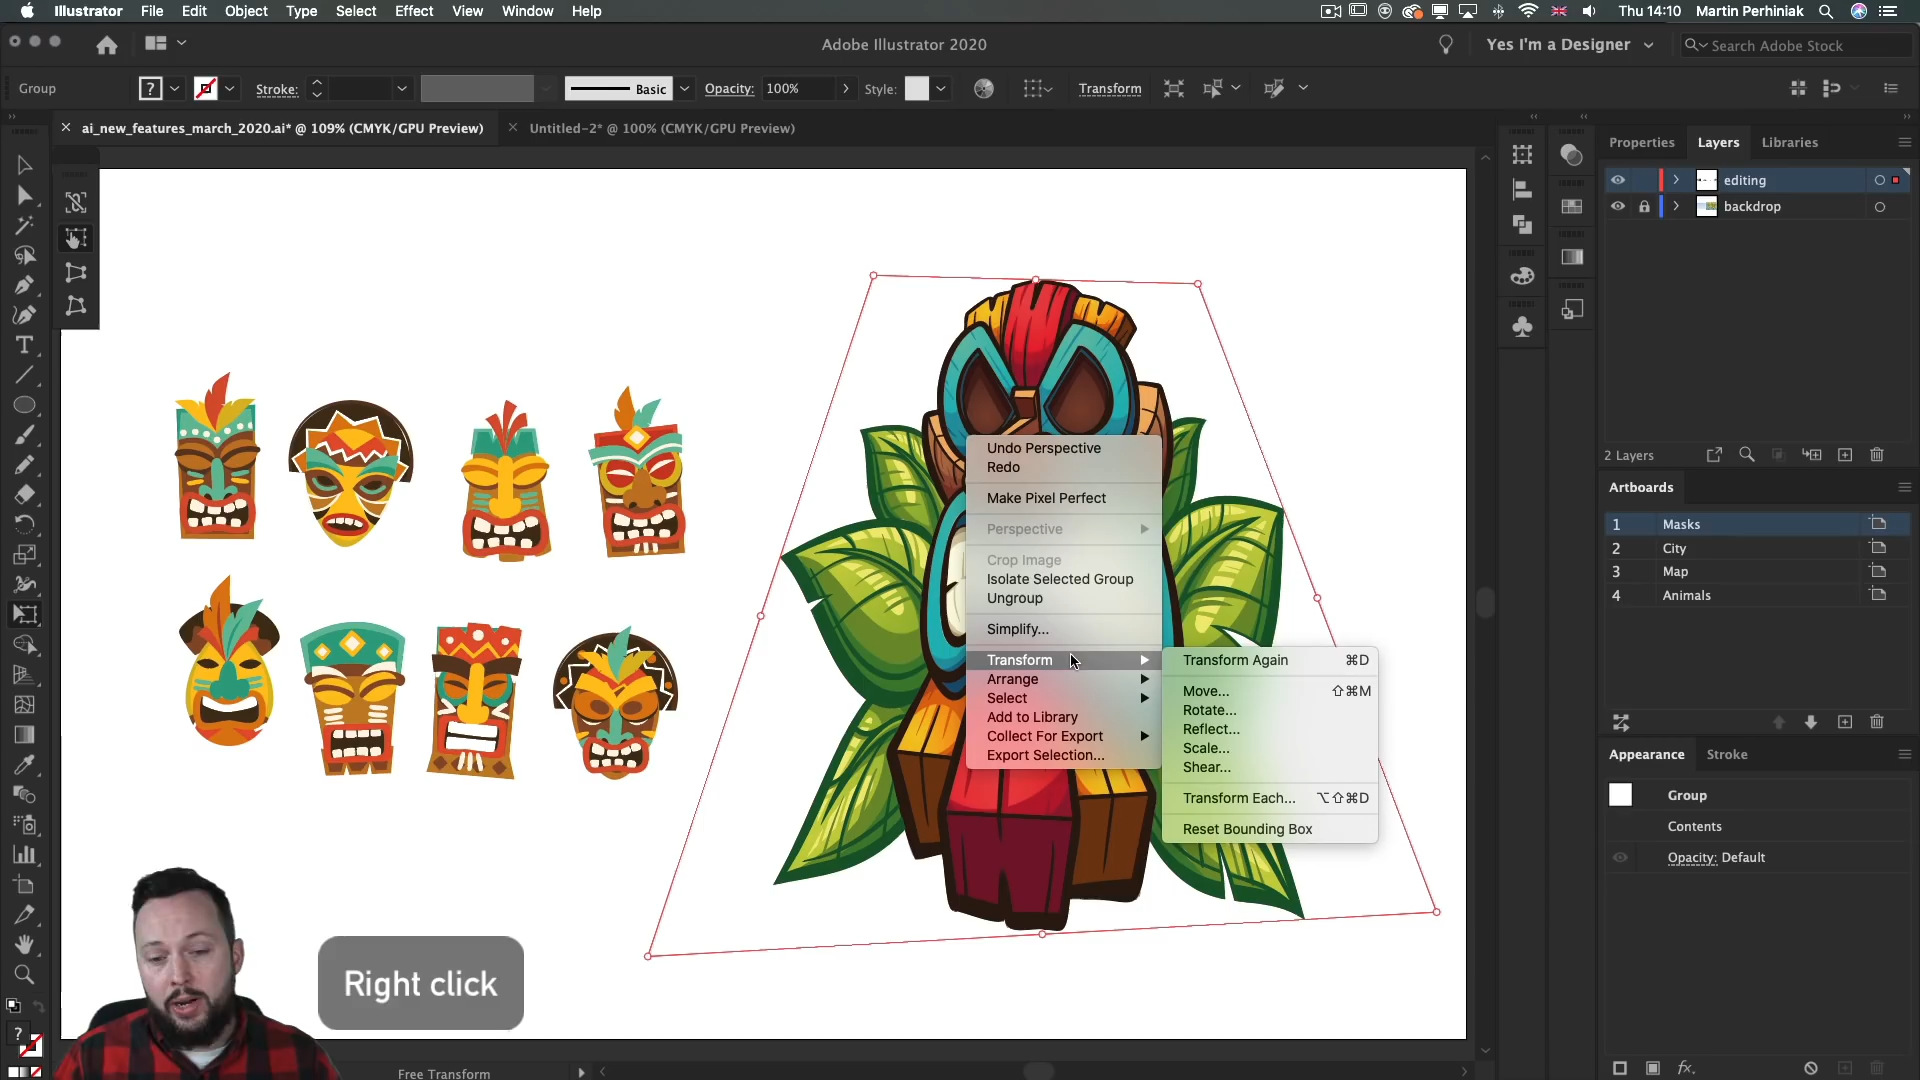 Illustrator File Edit Object Type Select Effect View Window Help
Thu 14:10 Martin Perhiniak
Adobe Illustrator 2020
Yes I'm a Designer
Search Adobe Stock
Group
?
Stroke:
Basic
Opacity: 100%
Style:
Transform
ai_new_features_march_2020.ai* @ 109% (CMYK/GPU Preview)
Untitled-2* @ 100% (CMYK/GPU Preview)
Properties Layers Libraries
editing
backdrop
2 Layers
Artboards
1 Masks
2 City
3 Map
4 Animals
Appearance Stroke
Group
Contents
Opacity: Default
fx.
Undo Perspective
Redo
Make Pixel Perfect
Perspective
Crop Image
Isolate Selected Group
Ungroup
Simplify...
Transform
Arrange
Select
Add to Library
Collect For Export
Export Selection...
Transform Again ⌘D
Move... ⇧⌘M
Rotate...
Reflect...
Scale...
Shear...
Transform Each... ⌥⇧⌘D
Reset Bounding Box
Right click
?
Free Transform